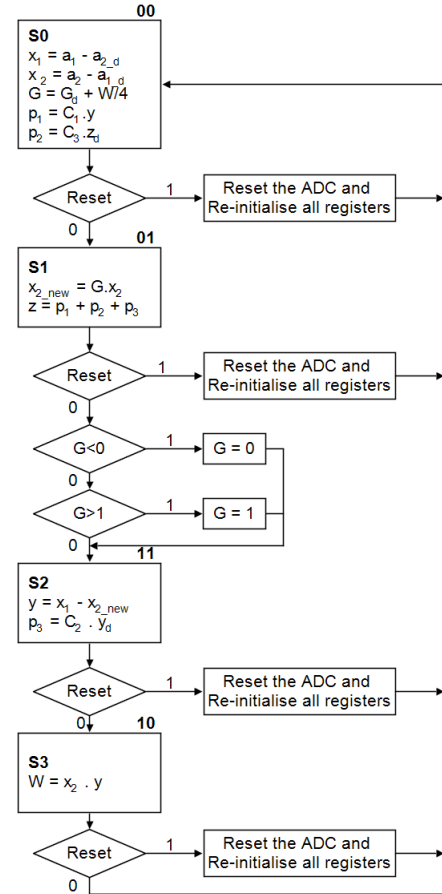 00
S0
x1 = a1 - a2_d
x2 = a2 - a1_d
G = Gd + W/4
p1 = C1.y
p2 = C3.zd
Reset
1
Reset the ADC and
Re-initialise all registers
0
01
S1
x2_new = G.x2
z = p1 + p2 + p3
Reset
1
Reset the ADC and
Re-initialise all registers
0
G<0
1
G = 0
0
G>1
1
G = 1
0
11
S2
y = x1 - x2_new
p3 = C2 . yd
Reset
1
Reset the ADC and
Re-initialise all registers
0
10
S3
W = x2 . y
Reset
1
Reset the ADC and
Re-initialise all registers
0